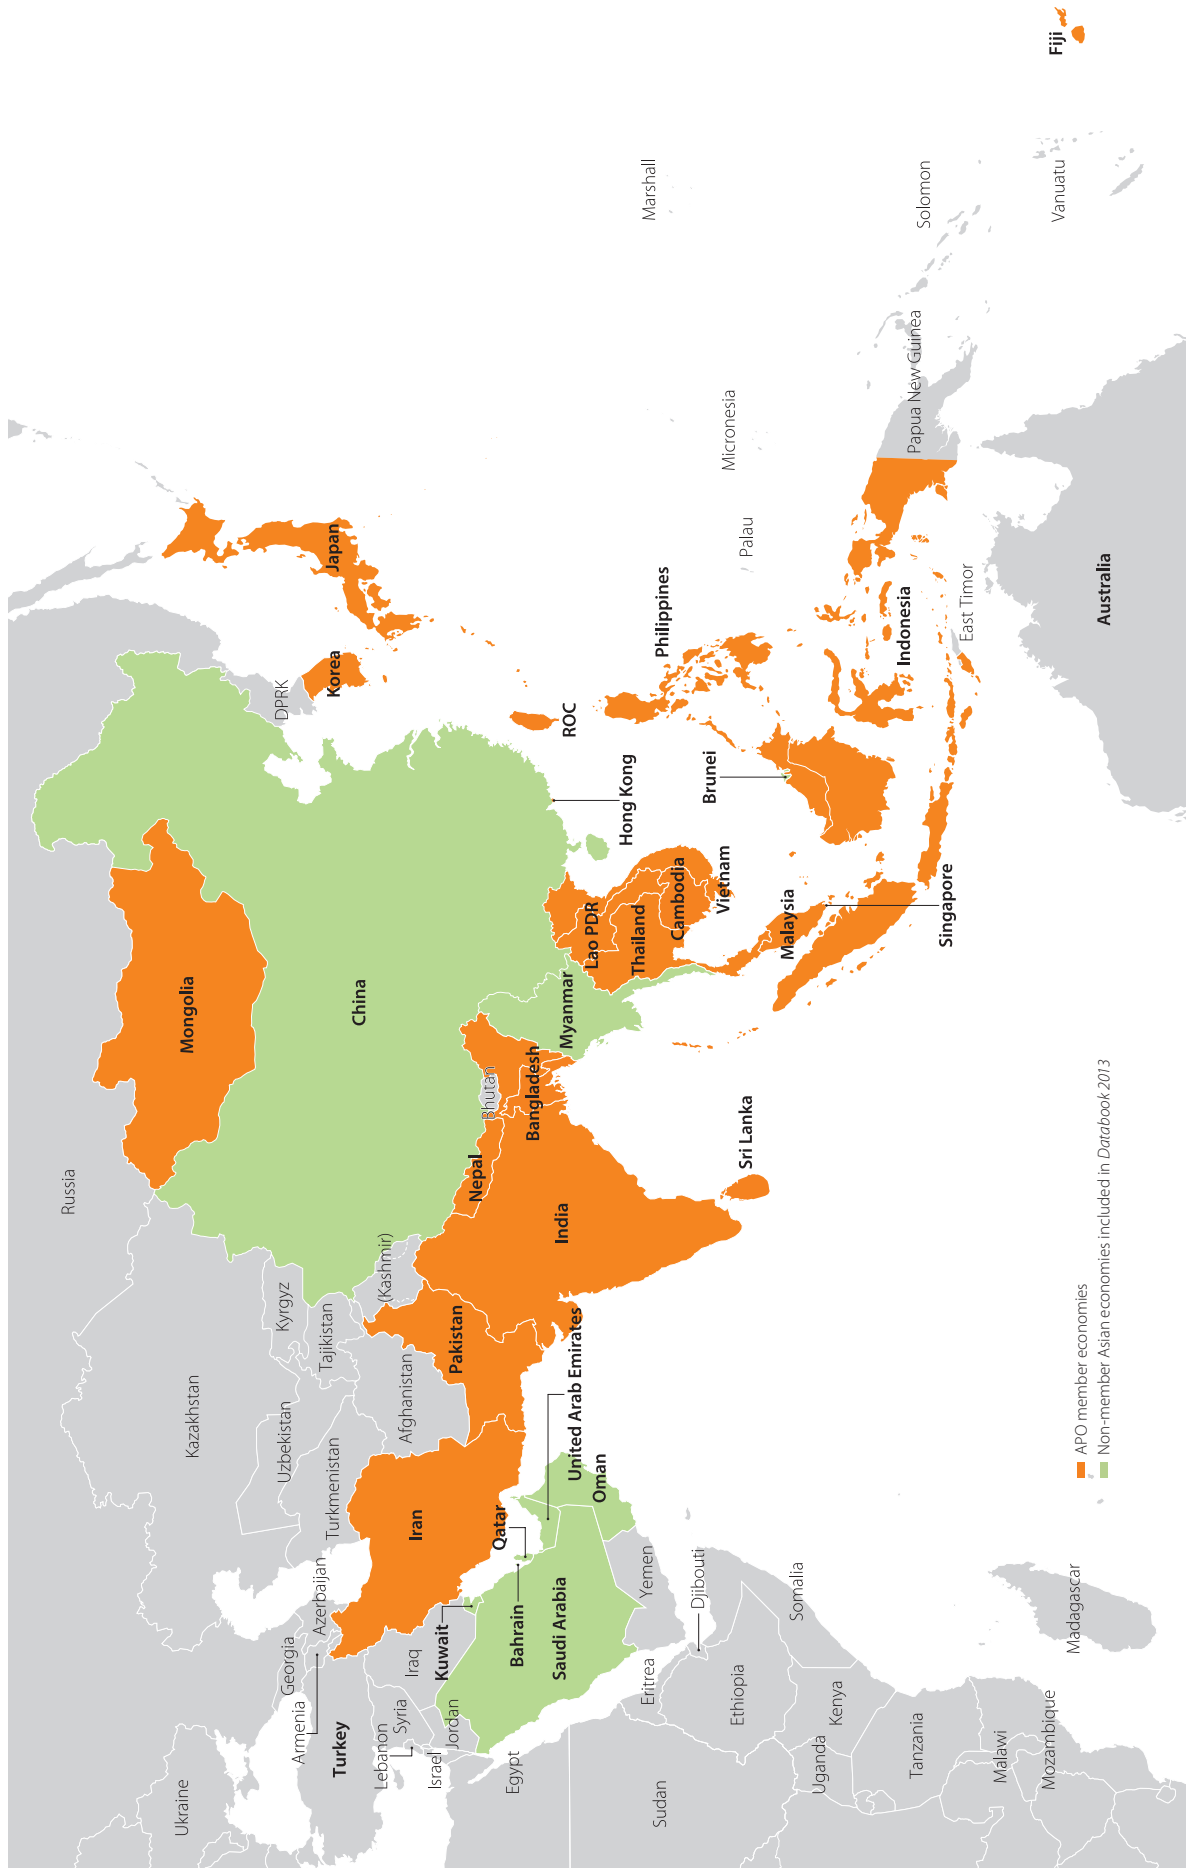 Russia
Ukraine
Kazakhstan
Mongolia
Georgia
Armenia
Azerbaijan
Uzbekistan
Kyrgyz
Turkmenistan
Tajikistan
DPRK
Korea
Japan
Turkey
China
Lebanon
Syria
Iraq
Iran
Afghanistan
(Kashmir)
Israel
Jordan
Kuwait
Pakistan
Nepal
Bhutan
Egypt
Bahrain
Qatar
Saudi Arabia
United Arab Emirates
Oman
India
Bangladesh
Myanmar
Lao PDR
ROC
Hong Kong
Sudan
Eritrea
Yemen
Djibouti
Thailand
Cambodia
Vietnam
Philippines
Marshall
Ethiopia
Sri Lanka
Brunei
Micronesia
Palau
Somalia
Malaysia
Uganda
Kenya
Tanzania
Singapore
Indonesia
Papua New Guinea
Solomon
East Timor
Malawi
Mozambique
Madagascar
Vanuatu
Fiji
Australia
APO member economies
Non-member Asian economies included in Databook 2013